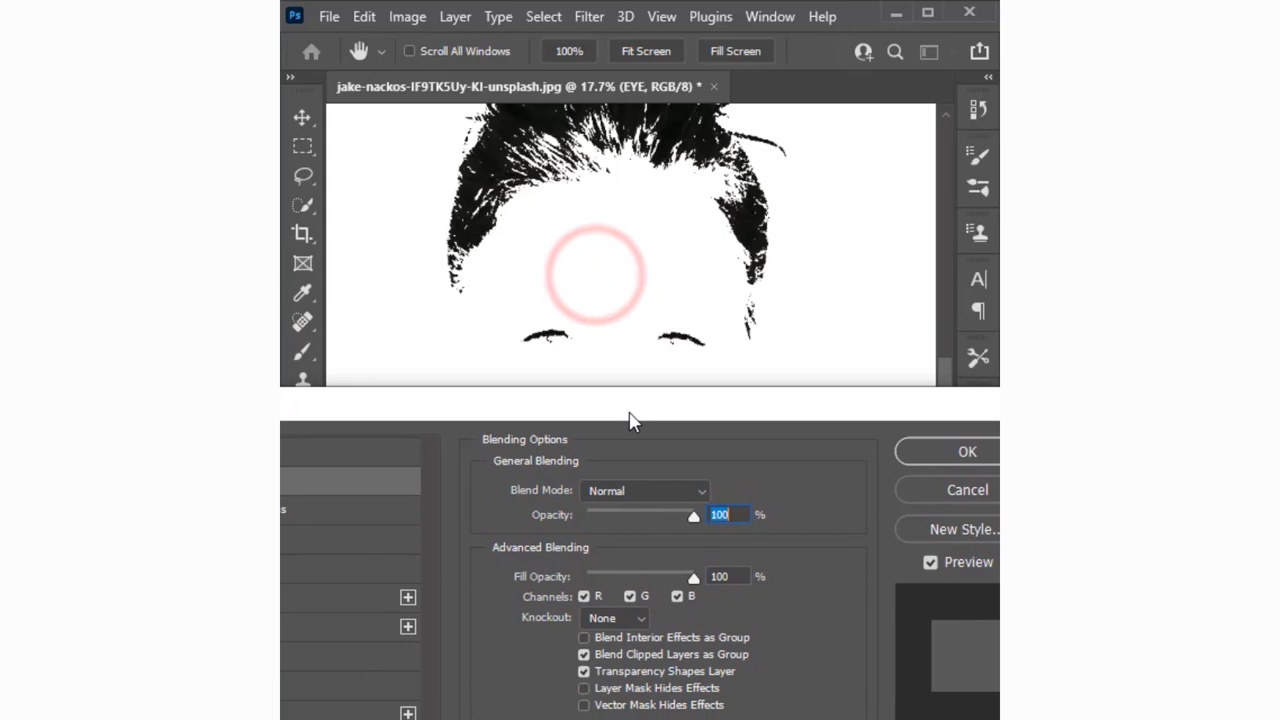 Ps File Edit Image Layer Type Select Filter 3D View Plugins Window Help
Scroll All Windows 100% Fit Screen Fill Screen
jake-nackos-IF9TK5Uy-KI-unsplash.jpg @ 17.7% (EYE, RGB/8) * ×
Blending Options
General Blending
Blend Mode: Normal
Opacity: 100 %
Advanced Blending
Fill Opacity: 100 %
Channels: R G B
Knockout: None
Blend Interior Effects as Group
Blend Clipped Layers as Group
Transparency Shapes Layer
Layer Mask Hides Effects
Vector Mask Hides Effects
s
OK
Cancel
New Style..
Preview